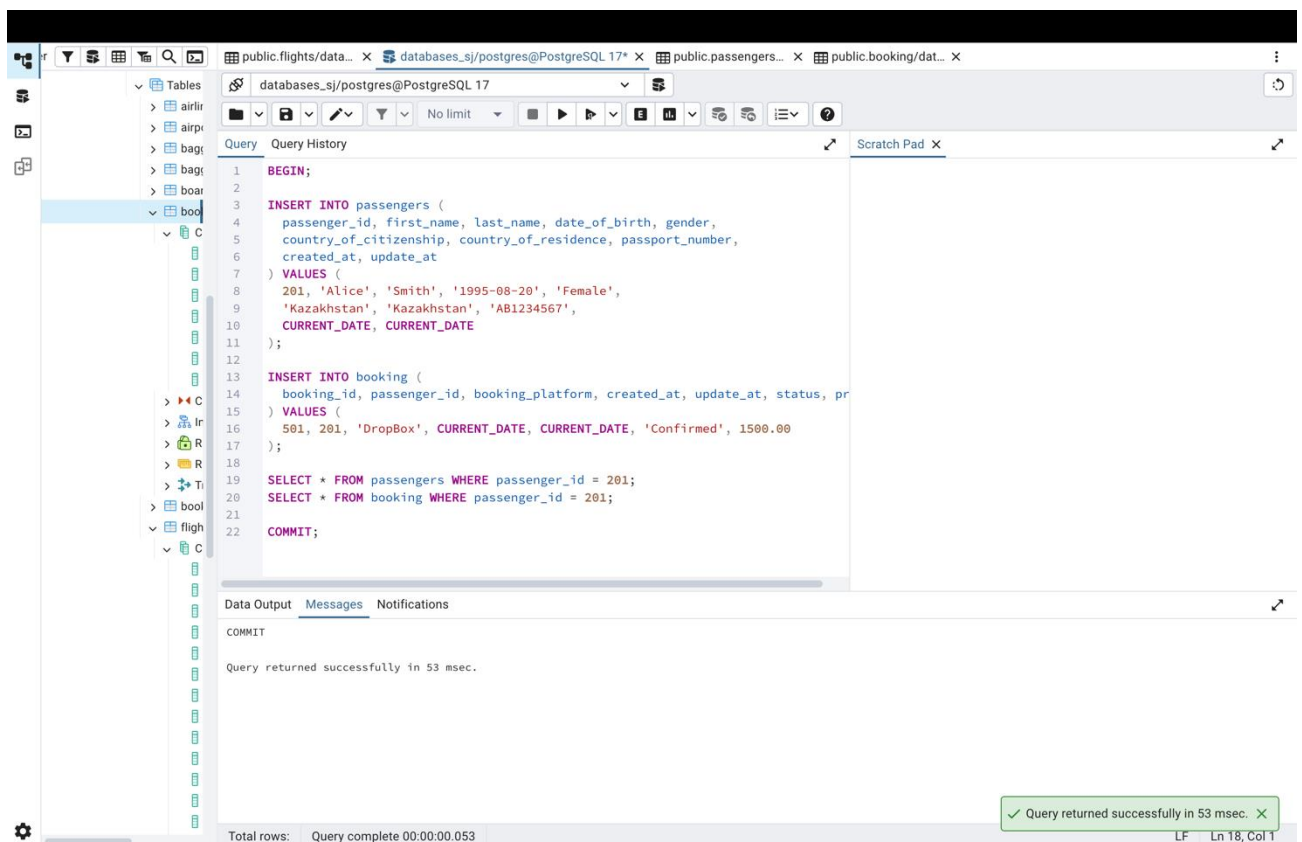 public.flights/data... X databases_sj/postgres@PostgreSQL 17* X public.passengers... X public.booking/dat... X
Tables
databases_sj/postgres@PostgreSQL 17
No limit
Query Query History
Scratch Pad X
1 BEGIN;
2
3 INSERT INTO passengers (
4 passenger_id, first_name, last_name, date_of_birth, gender,
5 country_of_citizenship, country_of_residence, passport_number,
6 created_at, update_at
7 ) VALUES (
8 201, 'Alice', 'Smith', '1995-08-20', 'Female',
9 'Kazakhstan', 'Kazakhstan', 'AB1234567',
10 CURRENT_DATE, CURRENT_DATE
11 );
12
13 INSERT INTO booking (
14 booking_id, passenger_id, booking_platform, created_at, update_at, status, pr
15 ) VALUES (
16 501, 201, 'DropBox', CURRENT_DATE, CURRENT_DATE, 'Confirmed', 1500.00
17 );
18
19 SELECT * FROM passengers WHERE passenger_id = 201;
20 SELECT * FROM booking WHERE passenger_id = 201;
21
22 COMMIT;
airlin
airpo
bagg
bagg
boar
boo
C
C
In
R
R
Tr
bool
fligh
C
Data Output Messages Notifications
COMMIT
Query returned successfully in 53 msec.
Query returned successfully in 53 msec. X
Total rows: Query complete 00:00:00.053 LF Ln 18, Col 1